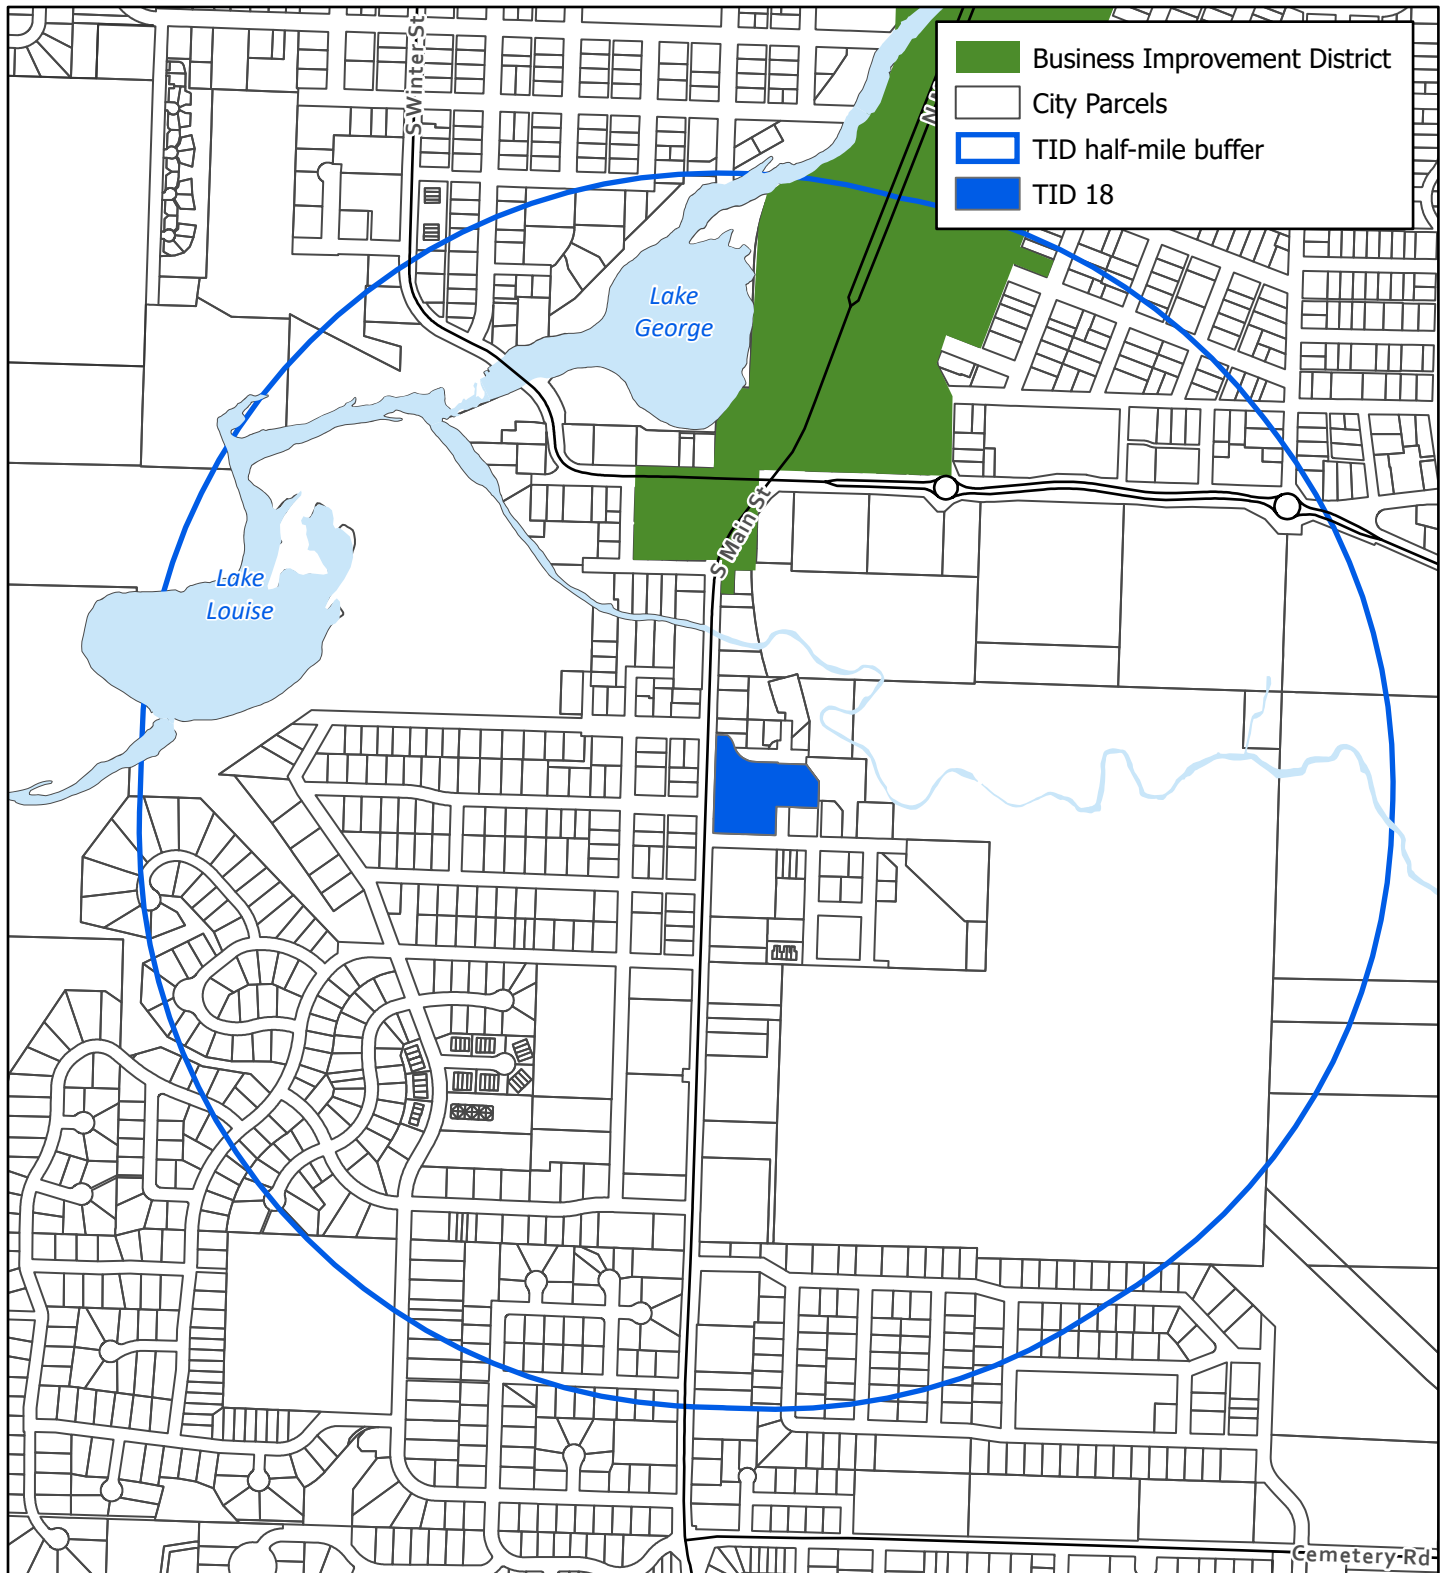 S Winter St
N
Business Improvement District
City Parcels
TID half-mile buffer
TID 18
Lake
George
S Main St
Lake
Louise
Cemetery Rd